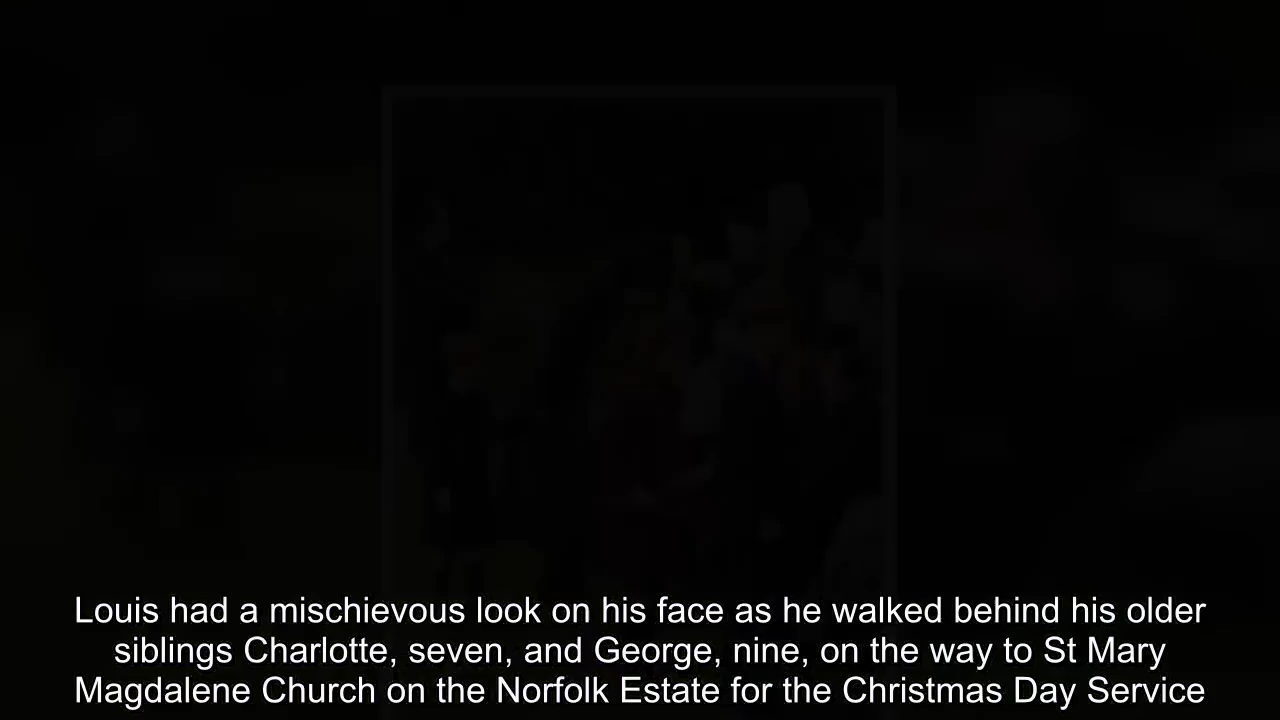 Louis had a mischievous look on his face as he walked behind his older
siblings Charlotte, seven, and George, nine, on the way to St Mary
Magdalene Church on the Norfolk Estate for the Christmas Day Service